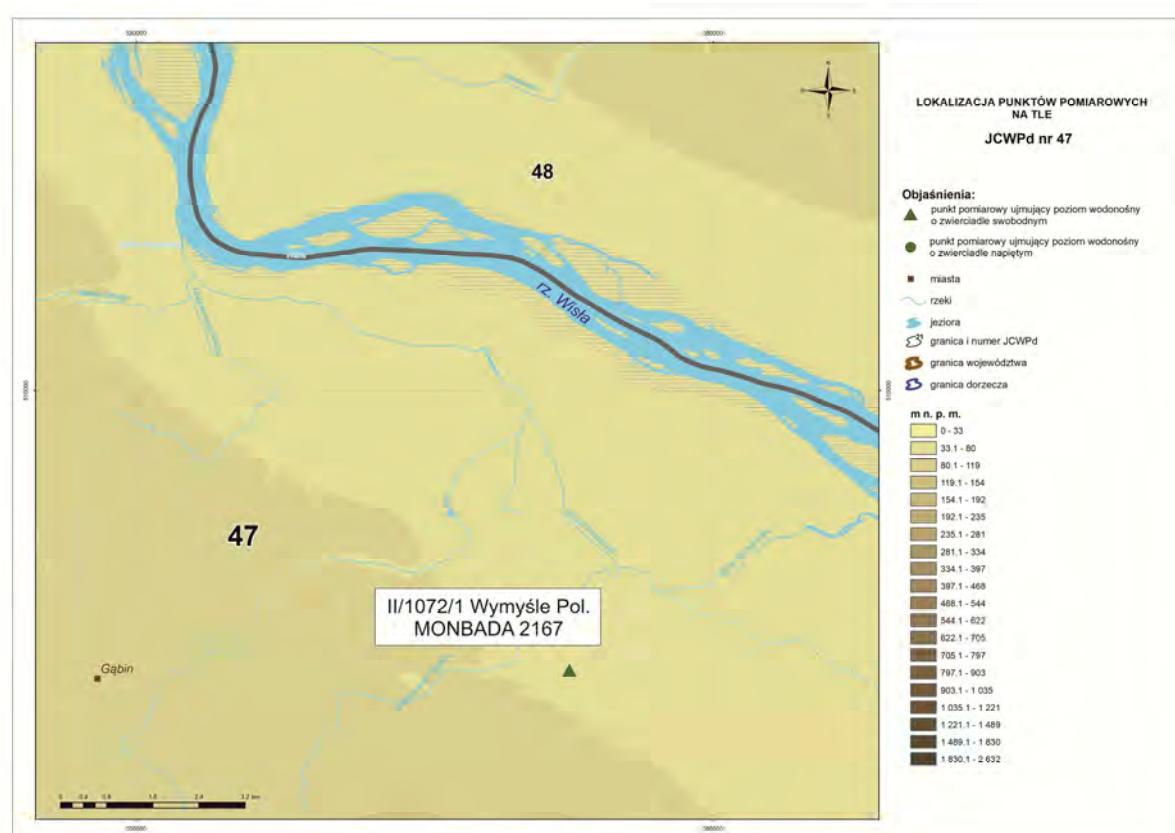 LOKALIZACJA PUNKTÓW POMIAROWYCH
NA TLE
JCWPd nr 47
48
rz. Wisła
47
II/1072/1 Wymyśle Pol.
MONBADA 2167
Gąbin
Objaśnienia:
punkt pomiarowy ujmujący poziom wodonośny
o zwierciadle swobodnym
punkt pomiarowy ujmujący poziom wodonośny
o zwierciadle napiętym
miasta
rzeki
jeziora
granica i numer JCWPd
granica województwa
granica dorzecza
m n. p. m.
0 - 33
33.1 - 80
80.1 - 119
119.1 - 154
154.1 - 192
192.1 - 235
235.1 - 281
281.1 - 334
334.1 - 397
397.1 - 468
468.1 - 544
544.1 - 622
622.1 - 705
705.1 - 797
797.1 - 903
903.1 - 1 035
1 035.1 - 1 221
1 221.1 - 1 489
1 489.1 - 1 830
1 830.1 - 2 632